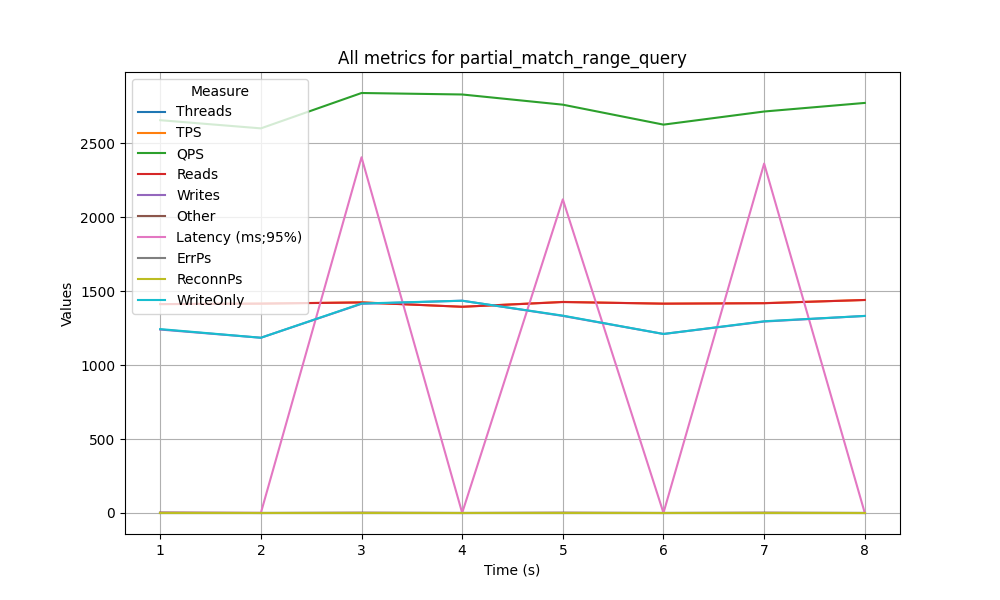 All metrics for partial_match_range_query
Measure
Threads
TPS
QPS
Reads
Writes
Other
Latency (ms;95%)
ErrPs
ReconnPs
WriteOnly
Values
2500
2000
1500
1000
500
0
1 2 3 4 5 6 7 8
Time (s)